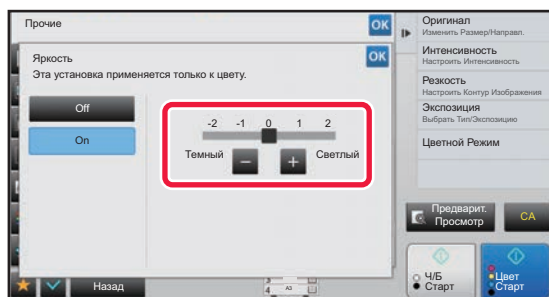 Прочие
OK
Яркость
OK
Эта установка применяется только к цвету.
Off
On
-2 -1 0 1 2
Темный
Светлый
Назад
3
4
A3
Оригинал
Изменить Размер/Направл.
Интенсивность
Настроить Интенсивность
Резкость
Настроить Контур Изображения
Экспозиция
Выбрать Тип/Экспозицию
Цветной Режим
Предварит.
Просмотр
CA
Ч/Б
Старт
Цвет
Старт